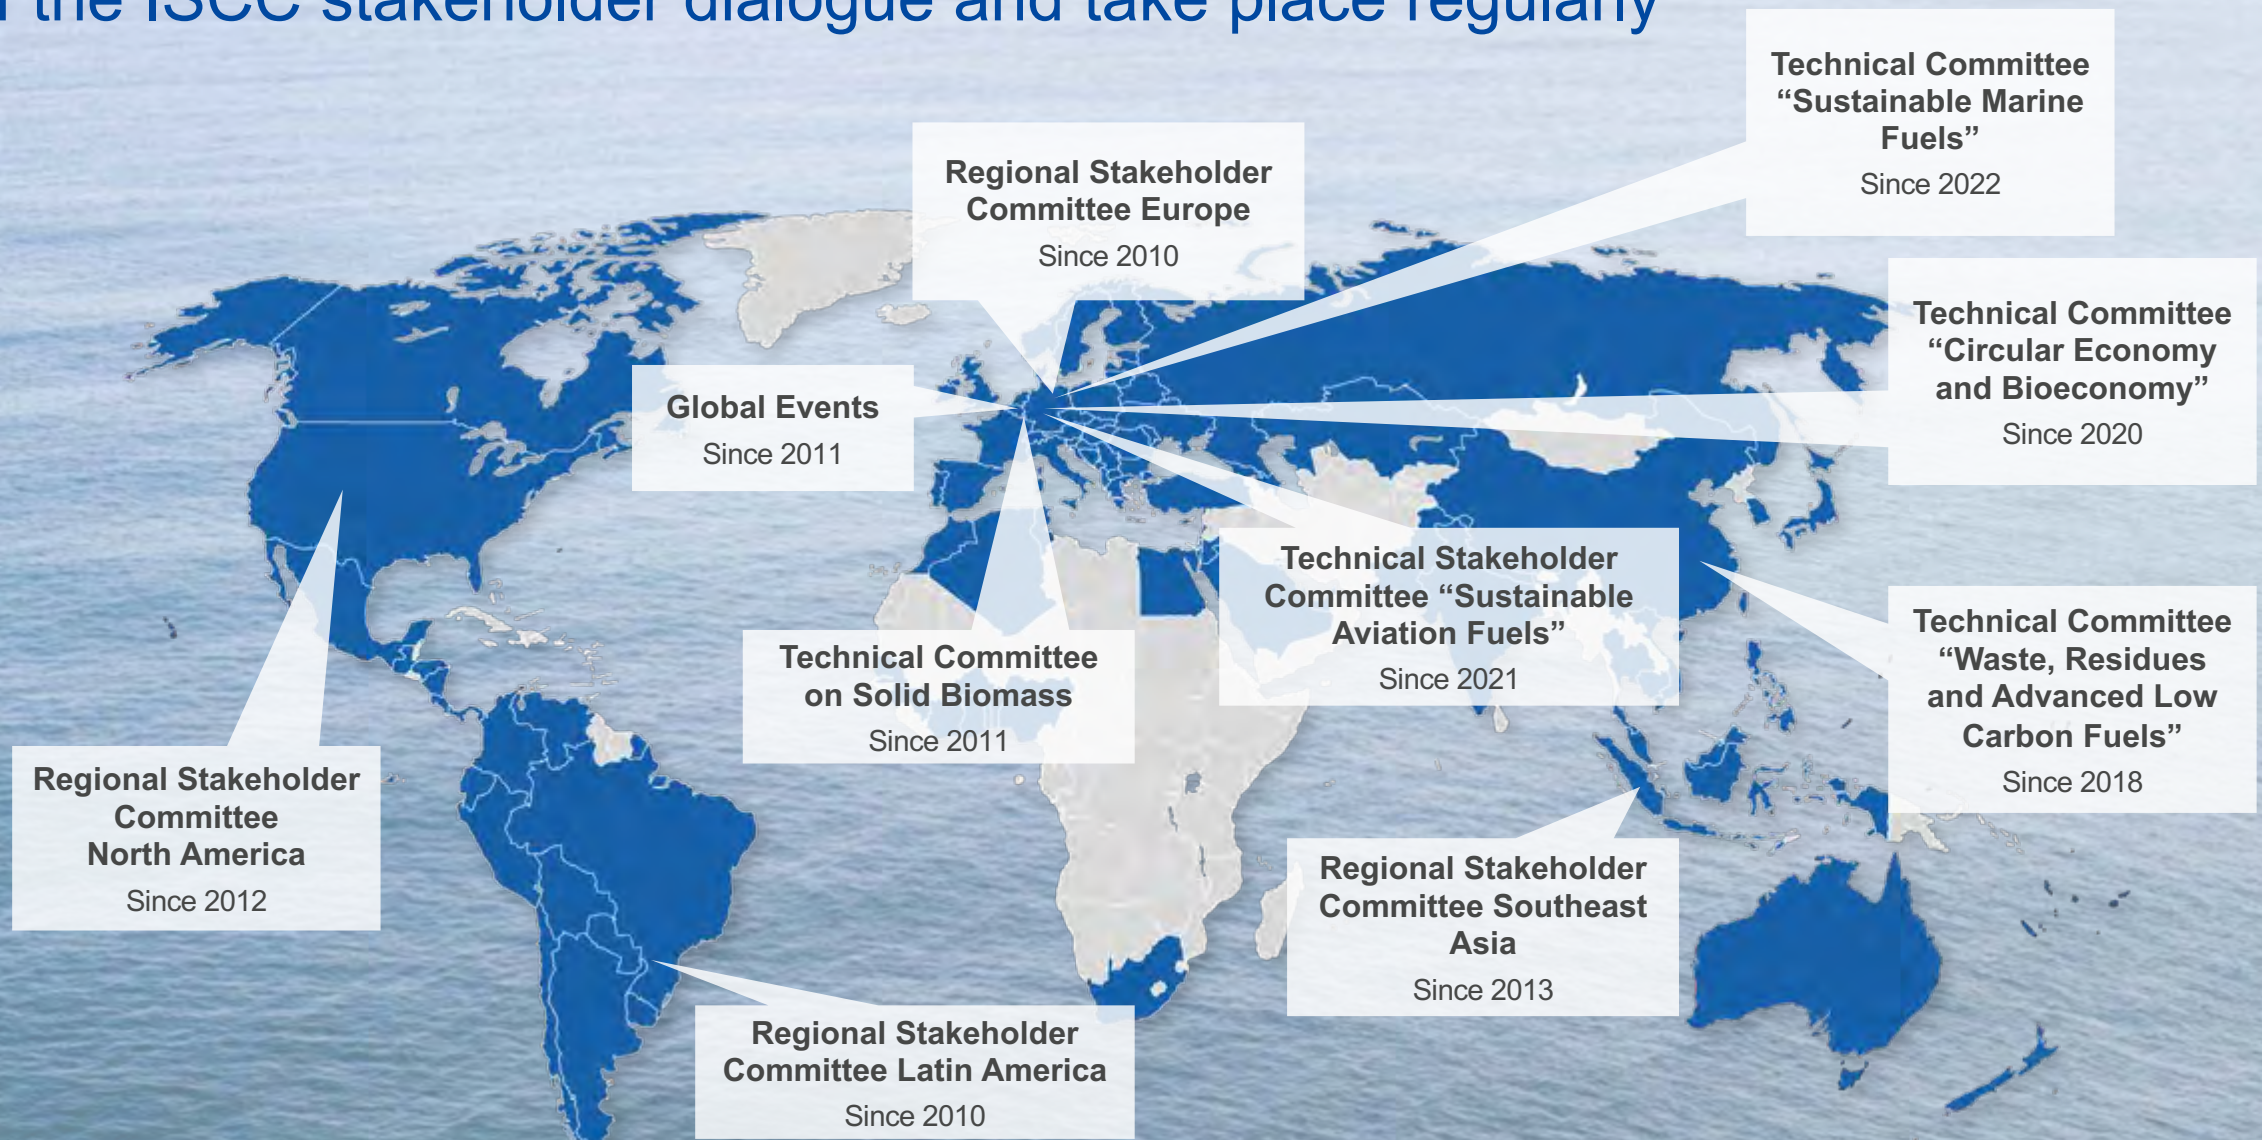 the ISCC stakeholder dialogue and take place regularly
Technical Committee
“Sustainable Marine
Fuels”
Since 2022
Regional Stakeholder
Committee Europe
Since 2010
Technical Committee
“Circular Economy
and Bioeconomy”
Since 2020
Global Events
Since 2011
Technical Stakeholder
Committee “Sustainable
Aviation Fuels”
Since 2021
Technical Committee
on Solid Biomass
Since 2011
Technical Committee
“Waste, Residues
and Advanced Low
Carbon Fuels”
Since 2018
Regional Stakeholder
Committee
North America
Since 2012
Regional Stakeholder
Committee Southeast
Asia
Since 2013
Regional Stakeholder
Committee Latin America
Since 2010